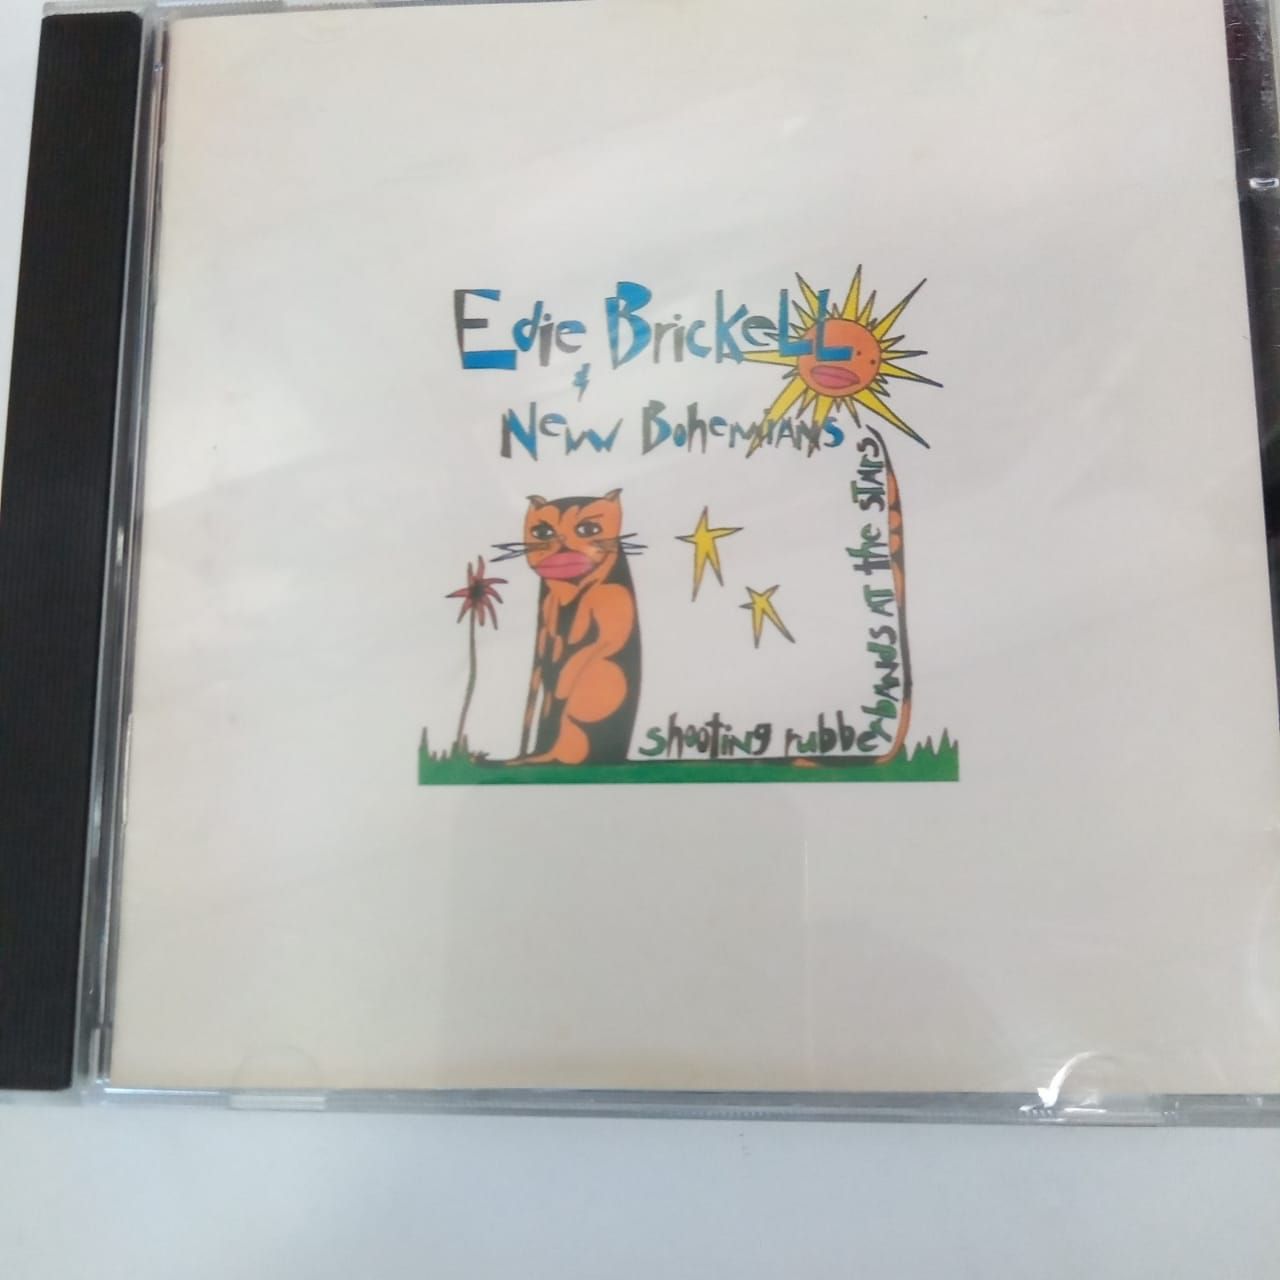 Edie Brickell
&
New Bohemians
shooting rubberbands at the stars